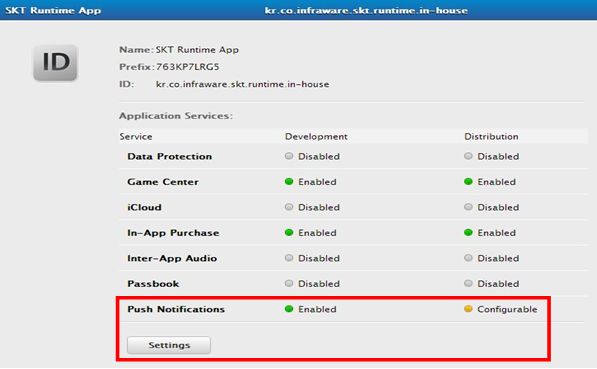 SKT Runtime App kr.co.infraware.skt.runtime.in-house
ID
Name: SKT Runtime App
Prefix: 763KP7LRG5
ID: kr.co.infraware.skt.runtime.in-house
Application Services:
Service Development Distribution
Data Protection Disabled Disabled
Game Center Enabled Enabled
iCloud Disabled Disabled
In-App Purchase Enabled Enabled
Inter-App Audio Disabled Disabled
Passbook Disabled Disabled
Push Notifications Enabled Configurable
Settings